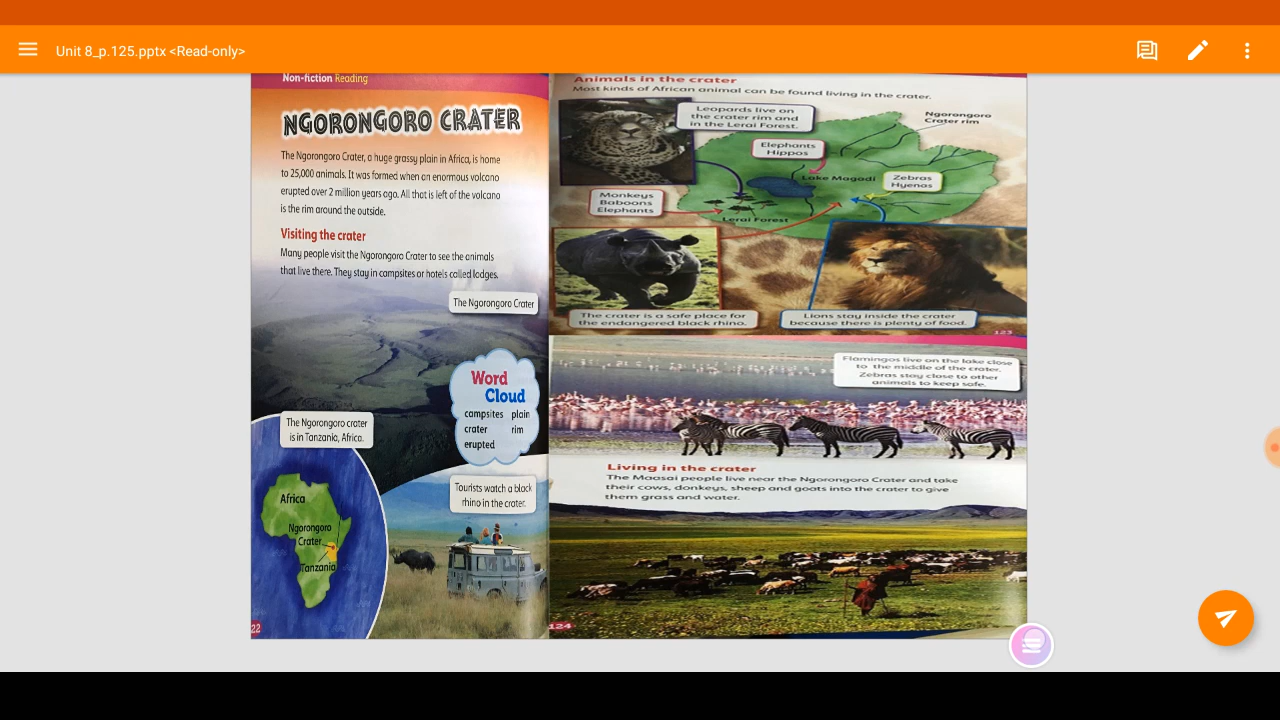 Unit 8_p.125.pptx <Read-only>
Non-fiction Reading
NGORONGORO CRATER
The Ngorongoro Crater, a huge grassy plain in Africa, is home
to 25,000 animals. It was formed when an enormous volcano
erupted over 2 million years ago. All that is left of the volcano
is the rim around the outside.
Visiting the crater
Many people visit the Ngorongoro Crater to see the animals
that live there. They stay in campsites or hotels called lodges.
The Ngorongoro Crater
Word
Cloud
campsites plain
crater rim
erupted
The Ngorongoro crater
is in Tanzania, Africa.
Africa
Ngorongoro
Crater
Tanzania
Tourists watch a black
rhino in the crater.
22
Animals in the crater
Most kinds of African animal can be found living in the crater.
Leopards live on
the crater rim and
in the Lerai Forest.
Ngorongoro
Crater rim
Elephants
Hippos
Lake Magadi
Zebras
Hyenas
Monkeys
Baboons
Elephants
Lerai Forest
The crater is a safe place for
the endangered black rhino.
Lions stay inside the crater
because there is plenty of food.
123
Flamingos live on the lake close
to the middle of the crater.
Zebras stay close to other
animals to keep safe.
Living in the crater
The Maasai people live near the Ngorongoro Crater and take
their cows, donkeys, sheep and goats into the crater to give
them grass and water.
124